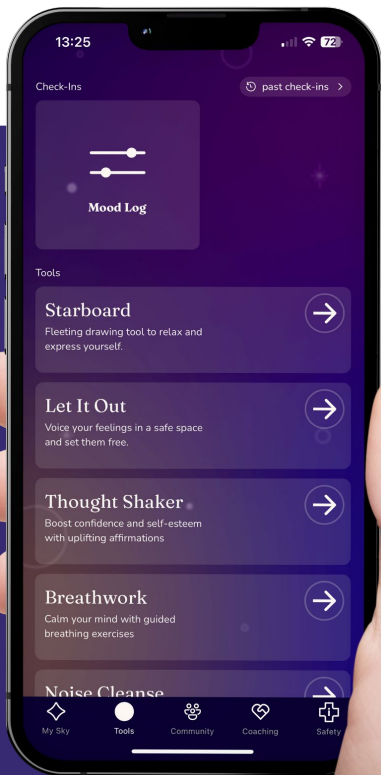 13:25
72
Check-Ins
past check-ins
Mood Log
Tools
Starboard
Fleeting drawing tool to relax and
express yourself.
Let It Out
Voice your feelings in a safe space
and set them free.
Thought Shaker
Boost confidence and self-esteem
with uplifting affirmations
Breathwork
Calm your mind with guided
breathing exercises
Noise Cleanse
My Sky
Tools
Community
Coaching
Safety